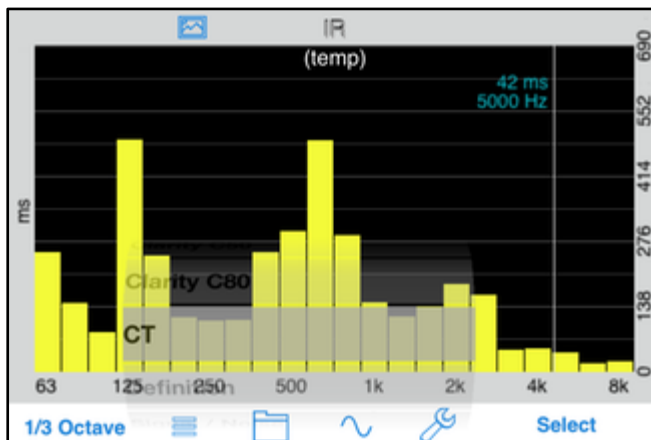 IR
(temp)
42 ms
5000 Hz
690
552
414
276
138
0
ms
Clarity C80
CT
Definition
63 125 250 500 1k 2k 4k 8k
1/3 Octave
Select